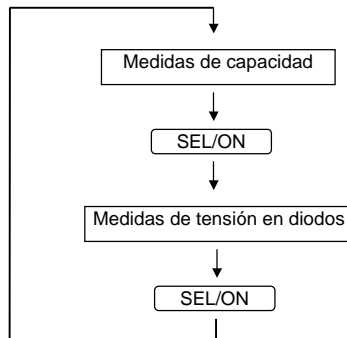 Medidas de capacidad
SEL/ON
Medidas de tensión en diodos
SEL/ON